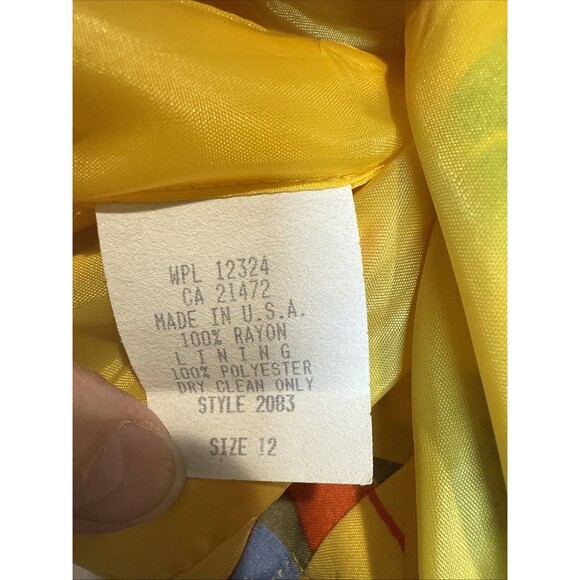 WPL 12324
CA 21472
MADE IN U.S.A.
100% RAYON
LINING
100% POLYESTER
DRY CLEAN ONLY
STYLE 2083
SIZE 12